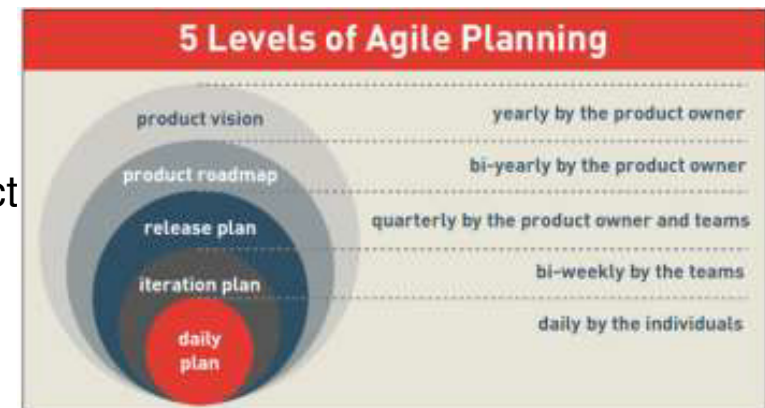 5 Levels of Agile Planning
product vision
yearly by the product owner
product roadmap
bi-yearly by the product owner
ct
release plan
quarterly by the product owner and teams
iteration plan
bi-weekly by the teams
daily
plan
daily by the individuals